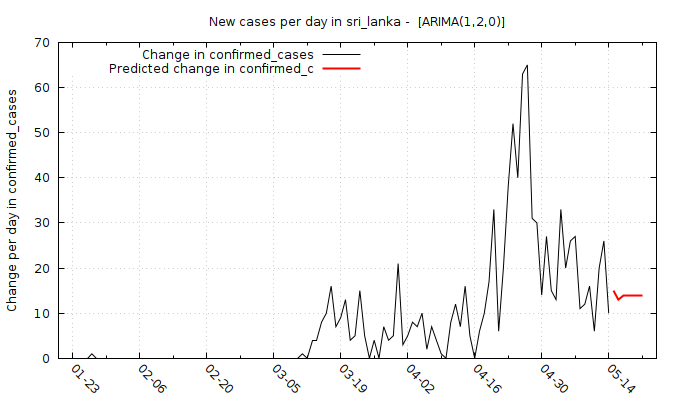 New cases per day in sri_lanka - [ARIMA(1,2,0)]
Change in confirmed_cases
Predicted change in confirmed_c
Change per day in confirmed_cases
70
60
50
40
30
20
10
0
01-23 02-06 02-20 03-05 03-19 04-02 04-16 04-30 05-14